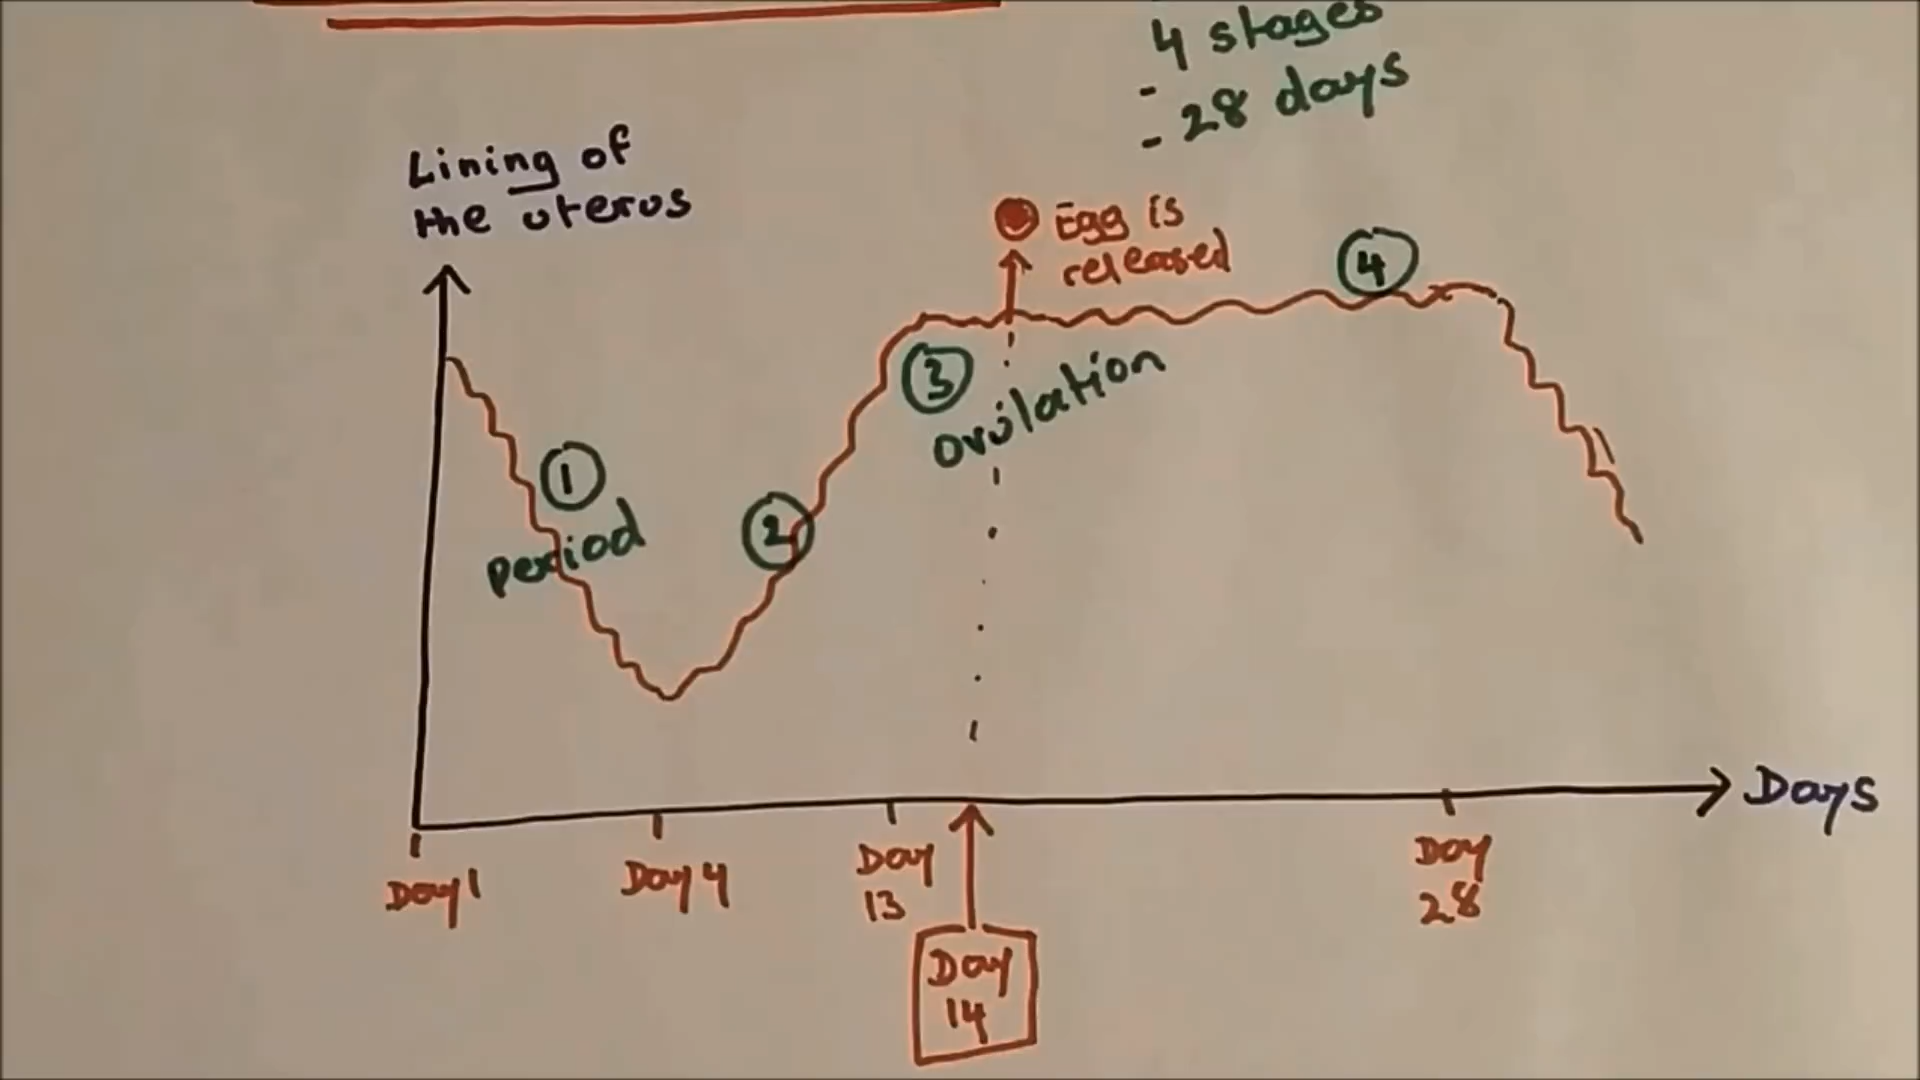 4 stages
- 28 days
-
Lining of
the uterus
Egg is
released
4
3
ovulation
1
period
2
Days
Day 1
Day 4
Day
13
Day
28
Day
14